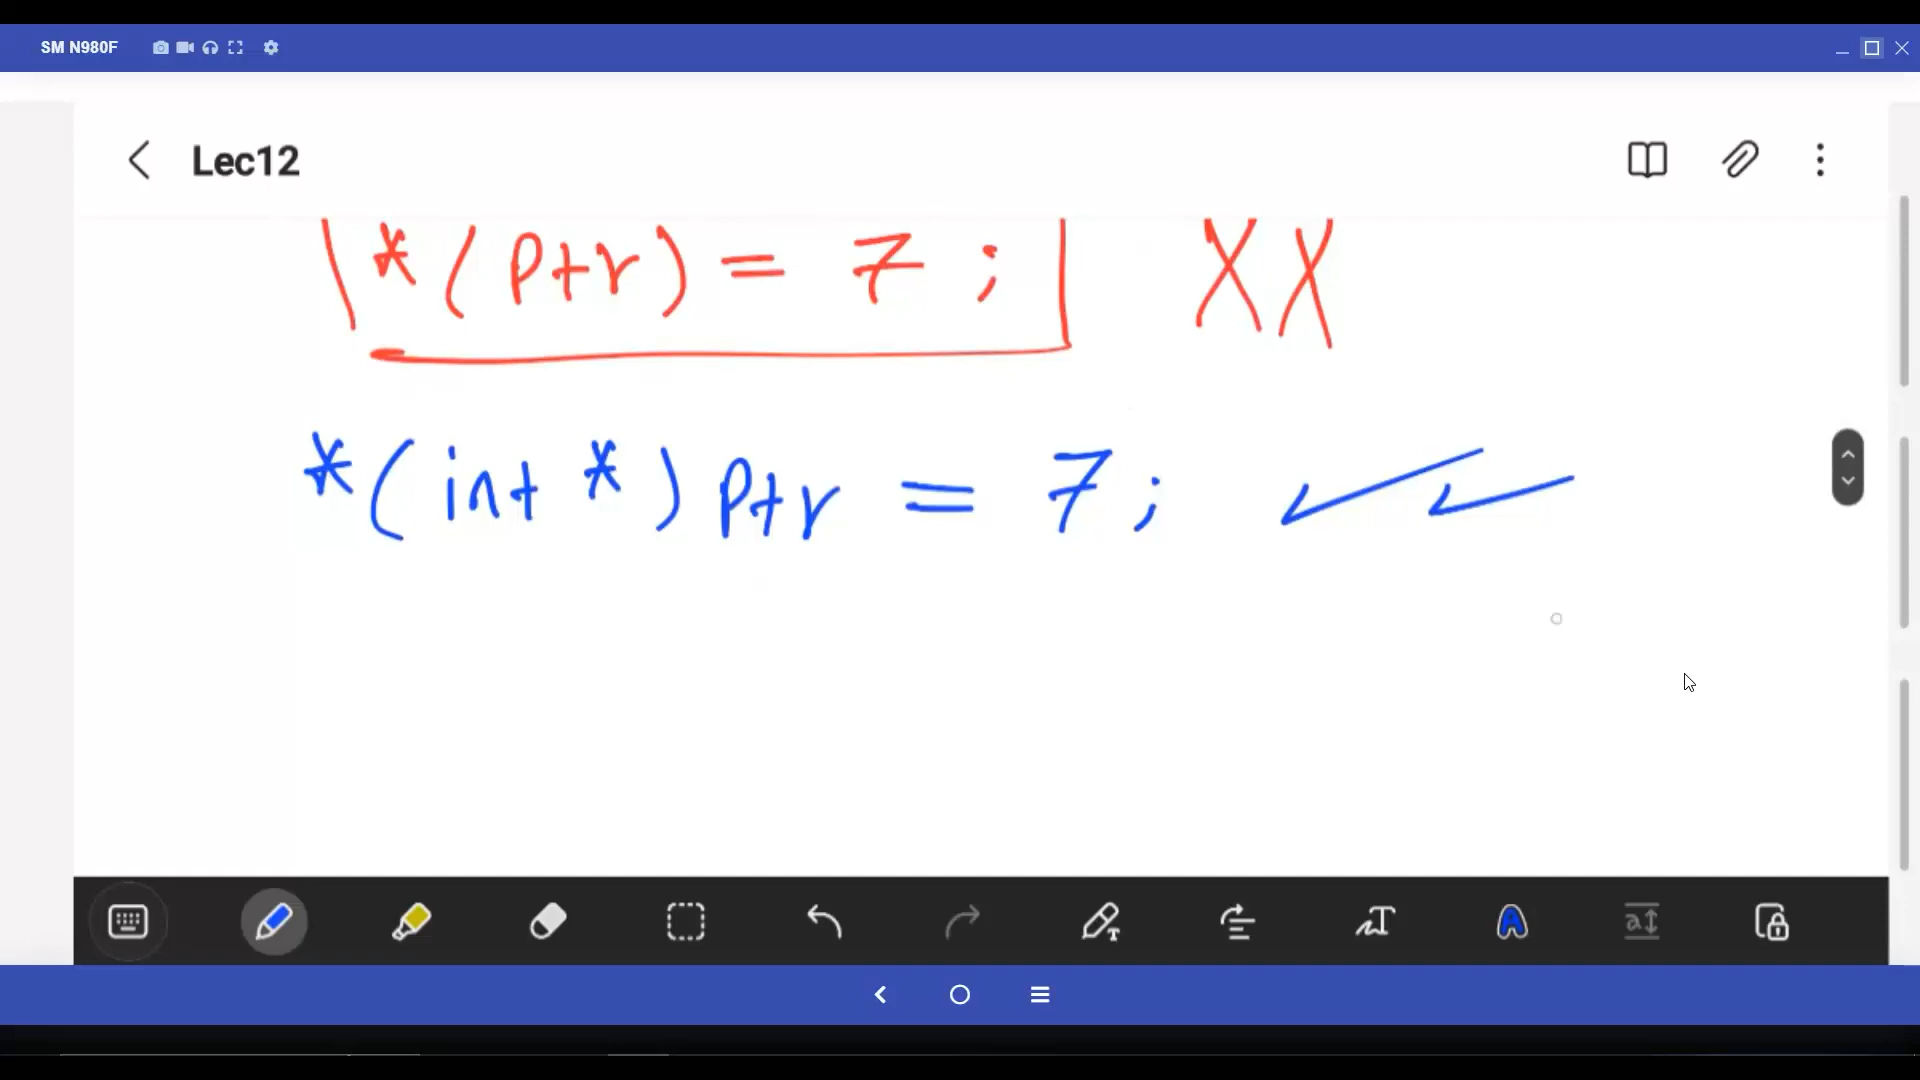 SM N980F
Lec12
*(ptr) = 7 ; XX
*(int *) ptr = 7 ;